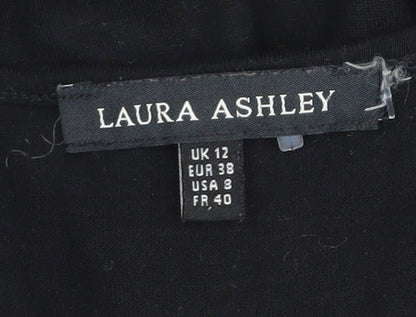 LAURA ASHLEY
UK 12
EUR 38
USA 8
FR 40